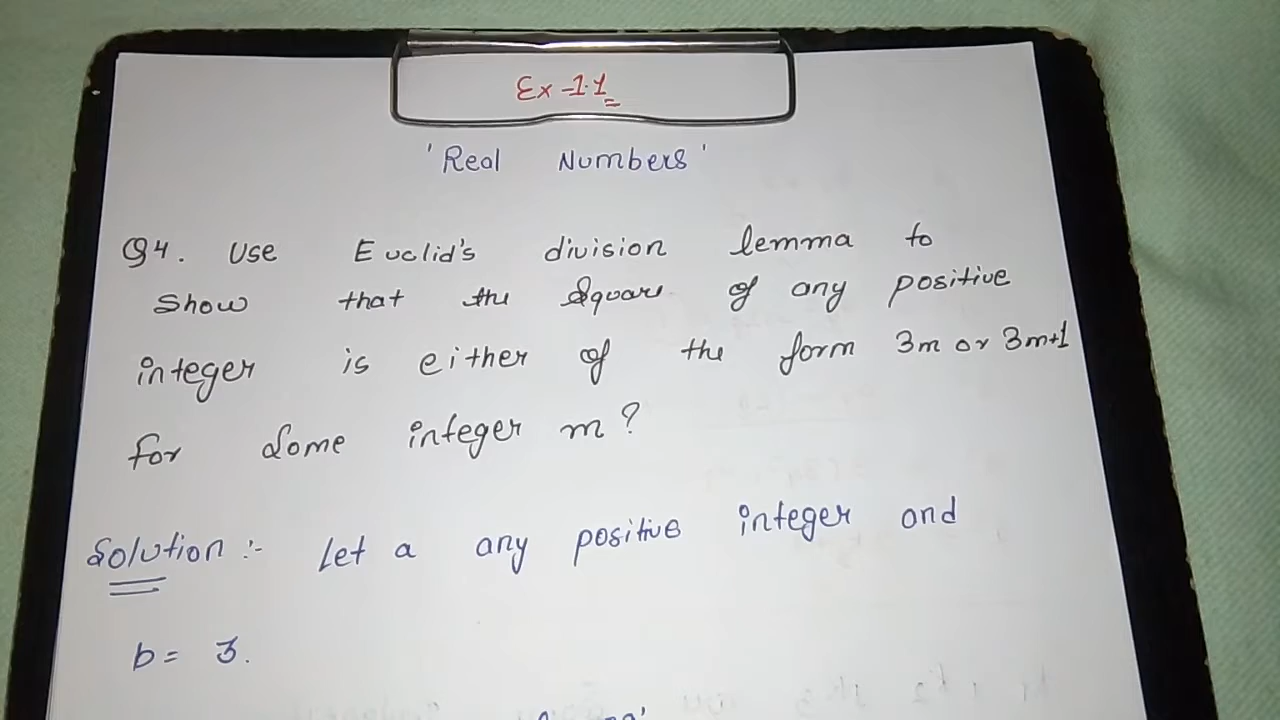 Ex-1.1
'Real Numbers'
Q4. Use Euclid's division lemma to
Show that the Square of any positive
integer is either of the form 3m or 3m+1
for Some integer m?
Solution :- Let a any positive integer and
b = 3.